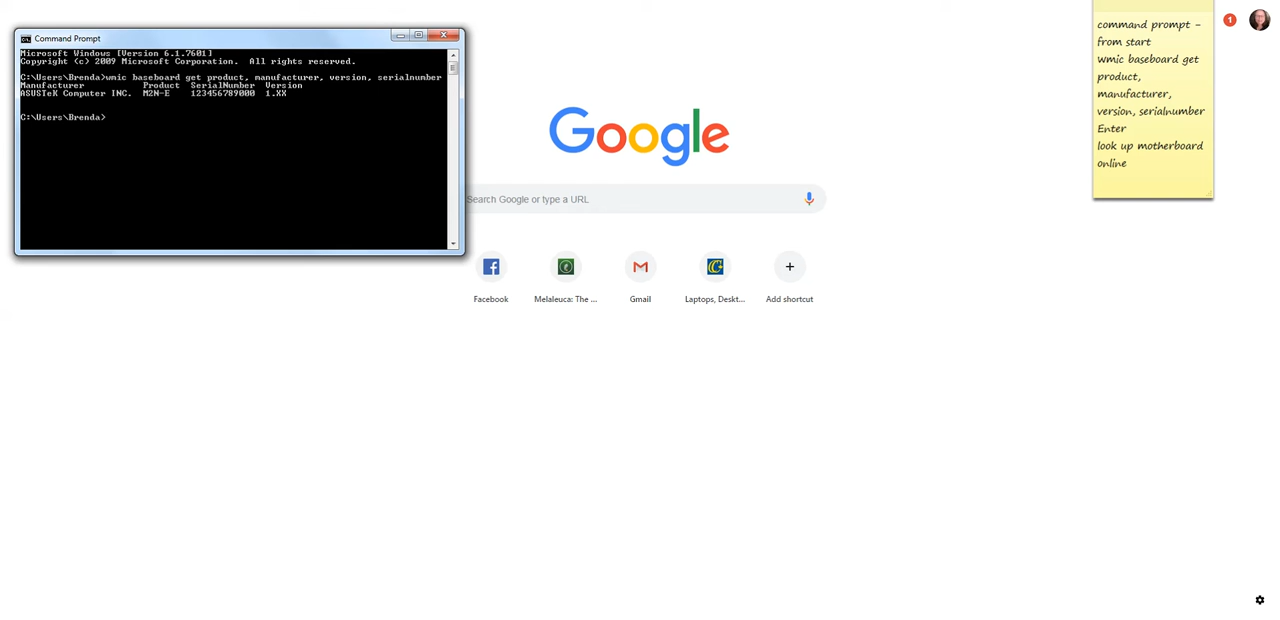 Command Prompt
Microsoft Windows [Version 6.1.7601]
Copyright (c) 2009 Microsoft Corporation.  All rights reserved.
C:\Users\Brenda>wmic baseboard get product, manufacturer, version, serialnumber
Manufacturer Product SerialNumber Version
ASUSTeK Computer INC. M2N-E 123456789000 1.XX
C:\Users\Brenda>
Google
Search Google or type a URL
Facebook
Melaleuca: The ...
Gmail
Laptops, Deskt...
Add shortcut
command prompt -
from start
wmic baseboard get
product,
manufacturer,
version, serialnumber
Enter
look up motherboard
online
1